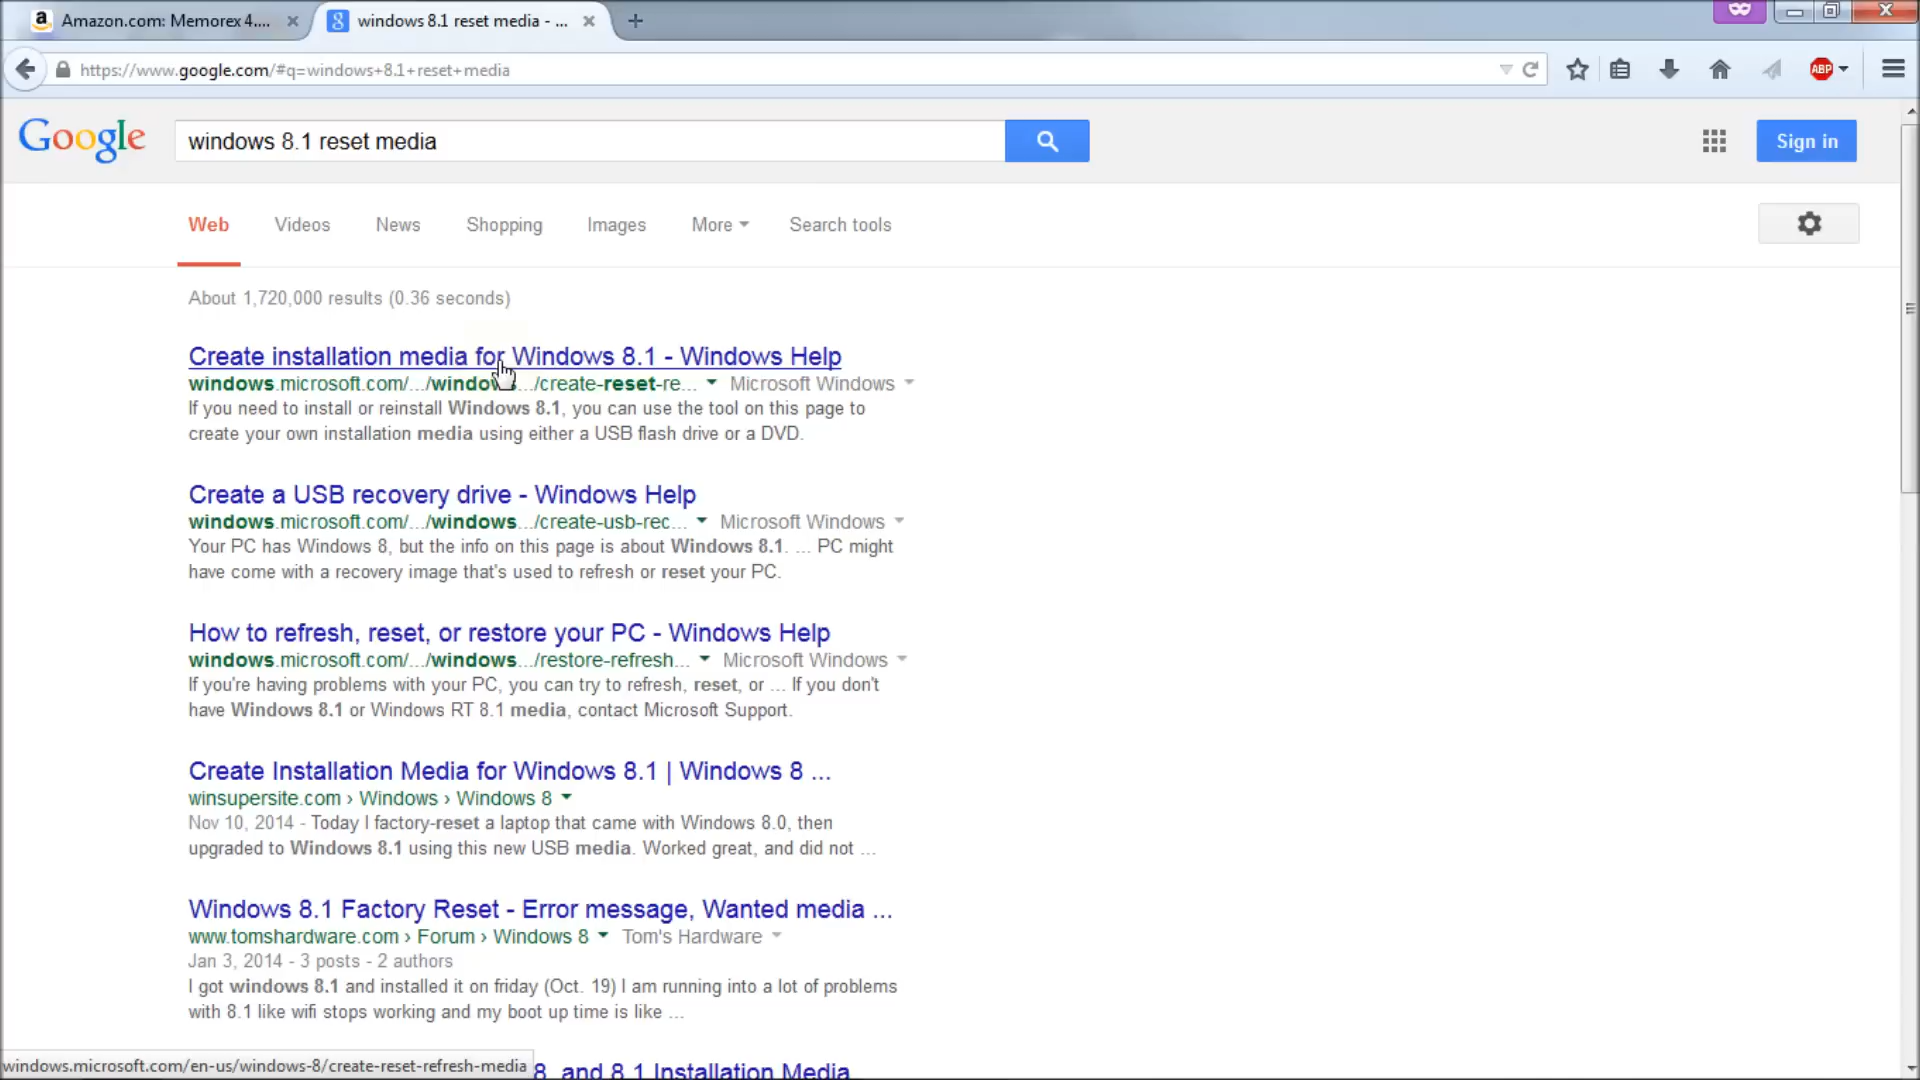 Amazon.com: Memorex 4....
windows 8.1 reset media - ...
https://www.google.com/#q=windows+8.1+reset+media
ABP
Google
windows 8.1 reset media
Sign in
Web Videos News Shopping Images More Search tools
About 1,720,000 results (0.36 seconds)
Create installation media for Windows 8.1 - Windows Help
windows.microsoft.com/.../windows.../create-reset-re... Microsoft Windows
If you need to install or reinstall Windows 8.1, you can use the tool on this page to
create your own installation media using either a USB flash drive or a DVD.
Create a USB recovery drive - Windows Help
windows.microsoft.com/.../windows.../create-usb-rec... Microsoft Windows
Your PC has Windows 8, but the info on this page is about Windows 8.1. ... PC might
have come with a recovery image that's used to refresh or reset your PC.
How to refresh, reset, or restore your PC - Windows Help
windows.microsoft.com/.../windows.../restore-refresh... Microsoft Windows
If you're having problems with your PC, you can try to refresh, reset, or ... If you don't
have Windows 8.1 or Windows RT 8.1 media, contact Microsoft Support.
Create Installation Media for Windows 8.1 | Windows 8 ...
winsupersite.com › Windows › Windows 8
Nov 10, 2014 - Today I factory-reset a laptop that came with Windows 8.0, then
upgraded to Windows 8.1 using this new USB media. Worked great, and did not ...
Windows 8.1 Factory Reset - Error message, Wanted media ...
www.tomshardware.com › Forum › Windows 8 Tom's Hardware
Jan 3, 2014 - 3 posts - 2 authors
I got windows 8.1 and installed it on friday (Oct. 19) I am running into a lot of problems
with 8.1 like wifi stops working and my boot up time is like ...
windows.microsoft.com/en-us/windows-8/create-reset-refresh-media
8 and 8.1 Installation Media